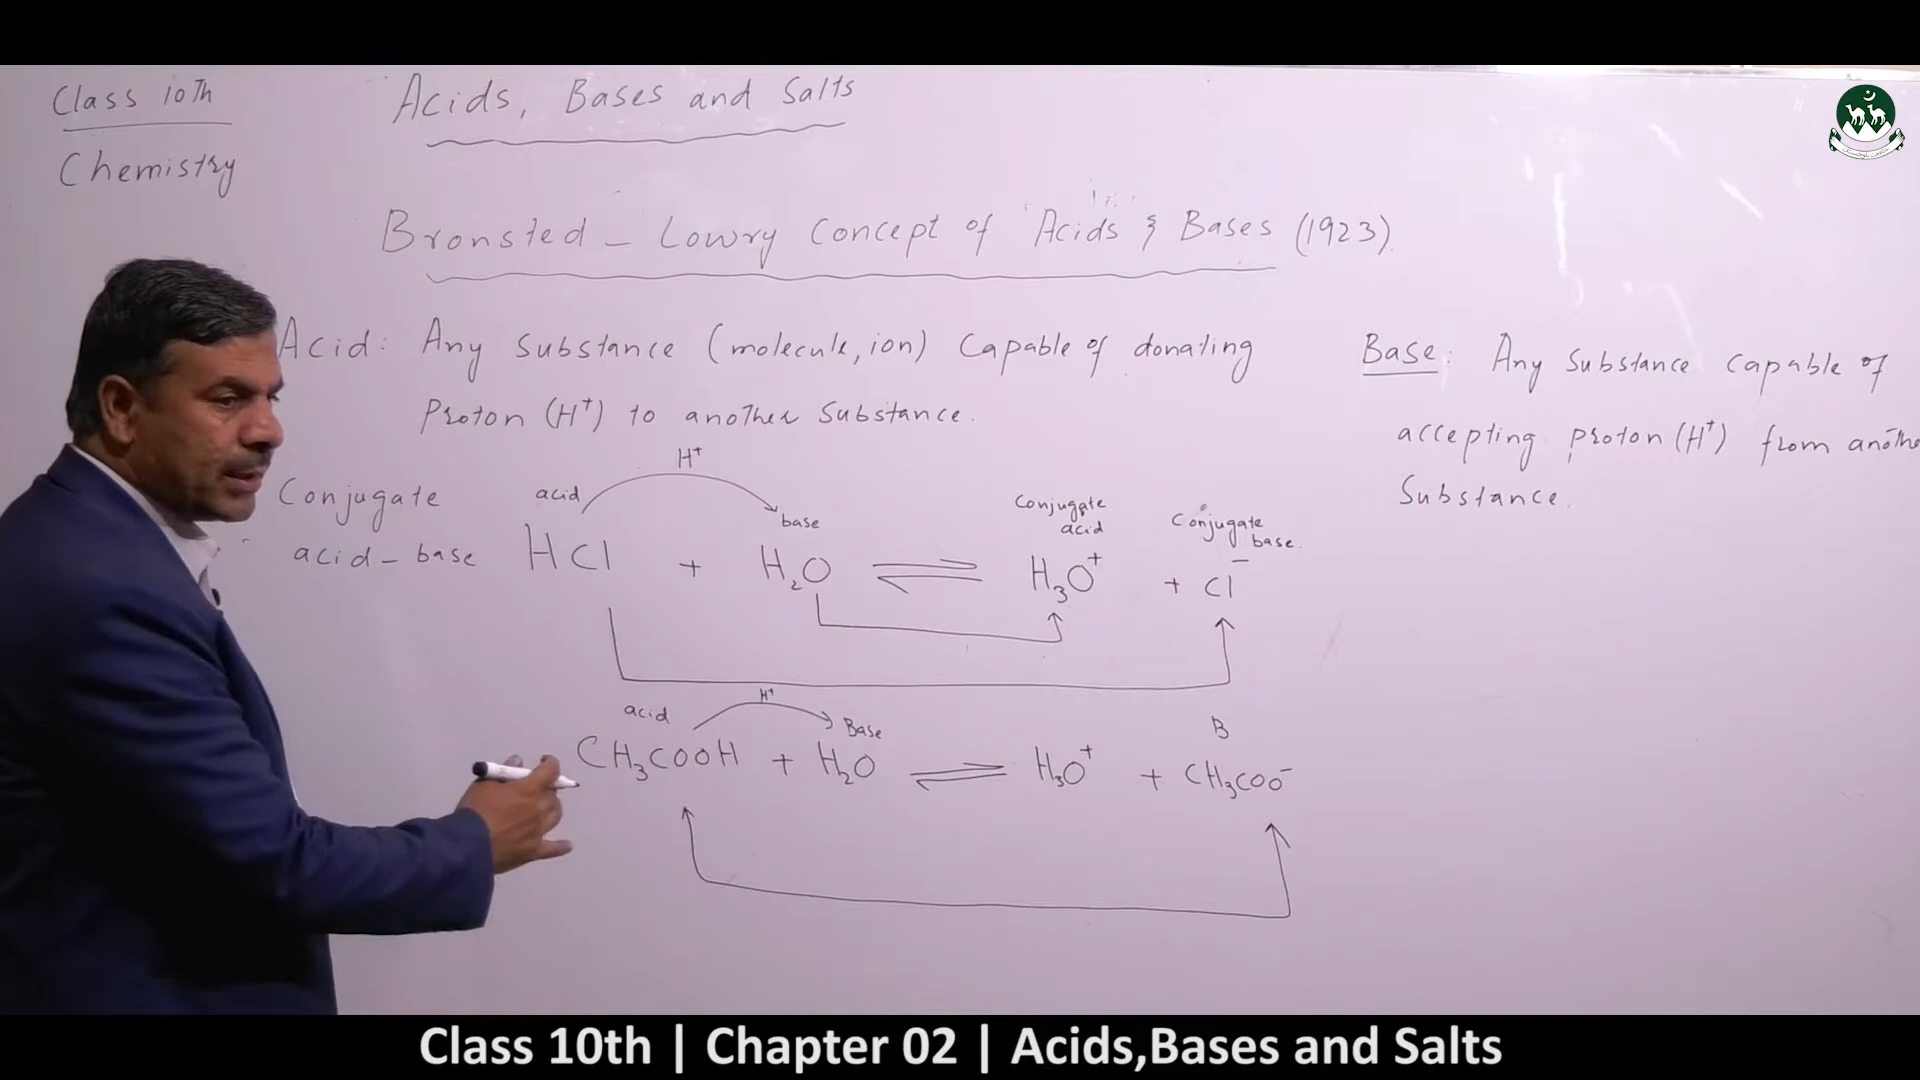 Class 10Th
Chemistry
Acids, Bases and Salts
Bronsted - Lowry Concept of Acids & Bases (1923).
Acid: Any substance (molecule, ion) Capable of donating
Proton (H⁺) to another Substance.
Base: Any Substance capable of
accepting proton (H⁺) from anothe
Substance.
Conjugate
acid-base
H⁺
acid
base
Conjugate
acid
Conjugate
base.
HCl + H₂O ⇌ H₃O⁺ + Cl⁻
H⁺
acid
Base
B
CH₃COOH + H₂O ⇌ H₃O⁺ + CH₃COO⁻
Class 10th | Chapter 02 | Acids,Bases and Salts